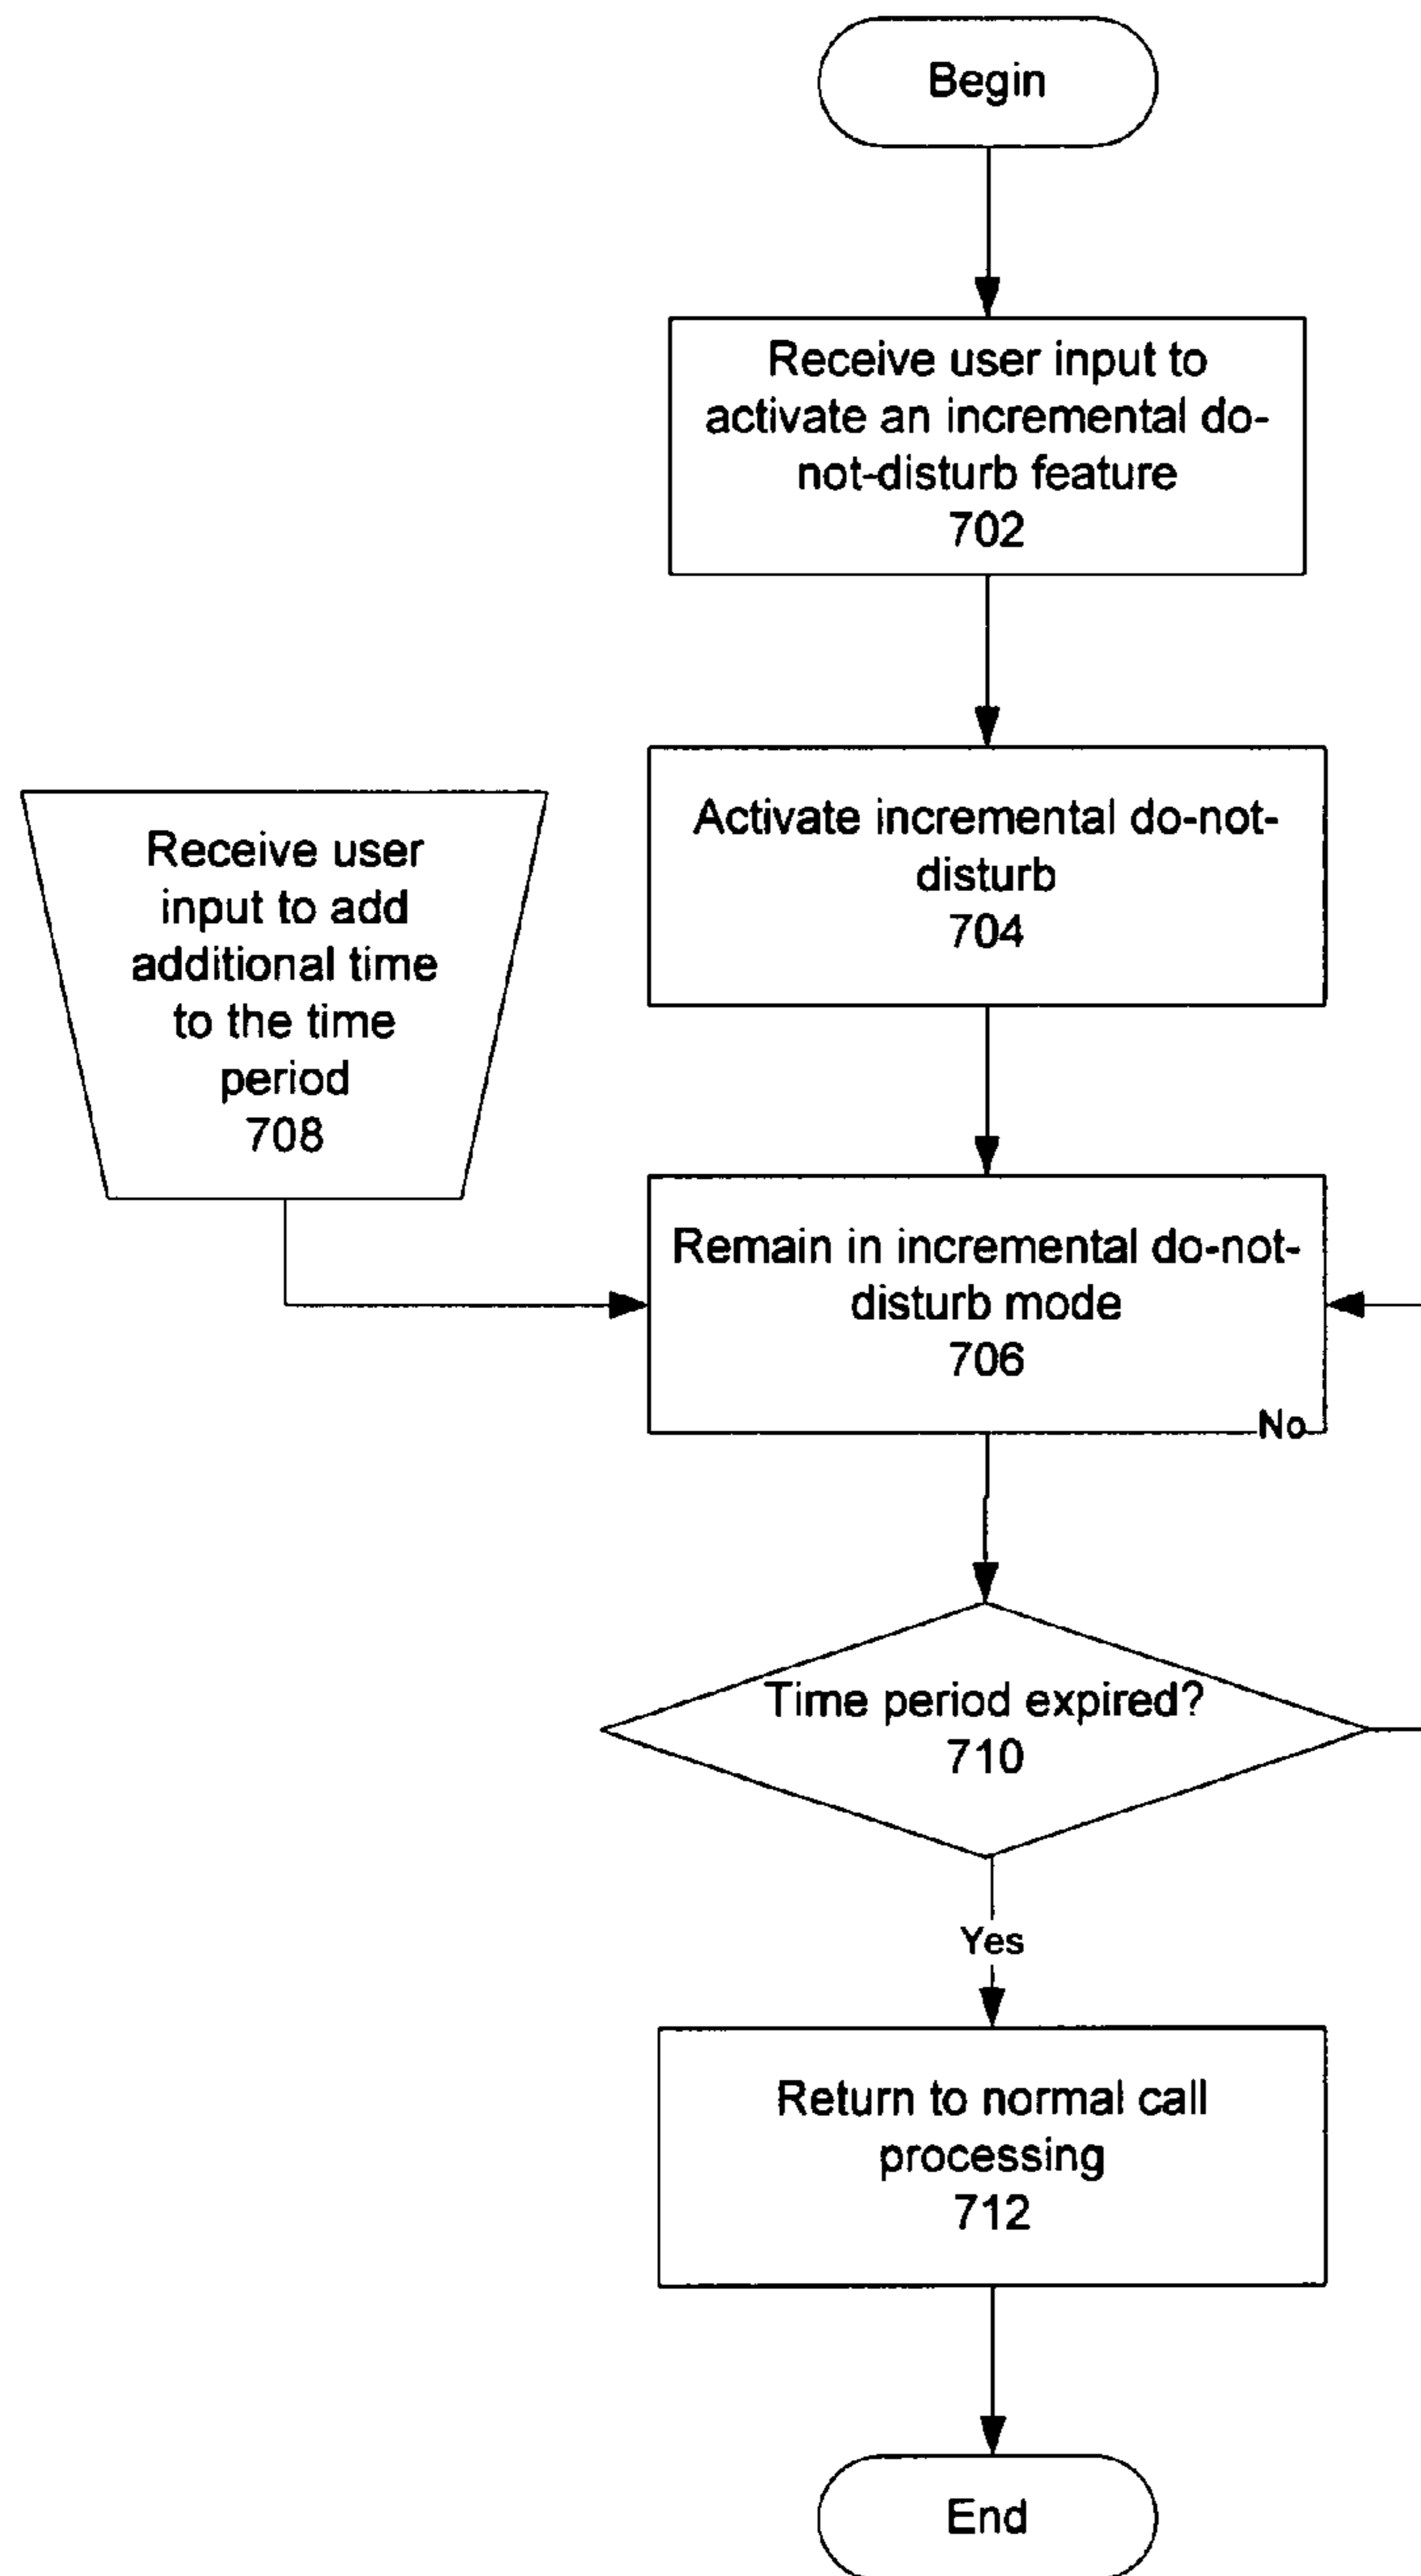 Begin
Receive user input to
activate an incremental do-
not-disturb feature
702
Activate incremental do-not-
disturb
704
Receive user
input to add
additional time
to the time
period
708
Remain in incremental do-not-
disturb mode
706
No
Time period expired?
710
Yes
Return to normal call
processing
712
End